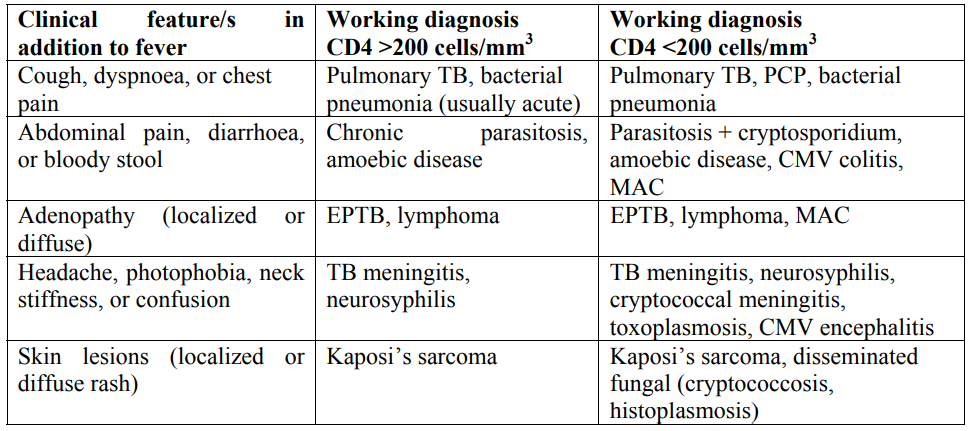 Clinical feature/s in
addition to fever
Working diagnosis
CD4 >200 cells/mm3
Working diagnosis
CD4 <200 cells/mm3
Cough, dyspnoea, or chest
pain
Pulmonary TB, bacterial
pneumonia (usually acute)
Pulmonary TB, PCP, bacterial
pneumonia
Abdominal pain, diarrhoea,
or bloody stool
Chronic parasitosis,
amoebic disease
Parasitosis + cryptosporidium,
amoebic disease, CMV colitis,
MAC
Adenopathy (localized or
diffuse)
EPTB, lymphoma
EPTB, lymphoma, MAC
Headache, photophobia, neck
stiffness, or confusion
TB meningitis,
neurosyphilis
TB meningitis, neurosyphilis,
cryptococcal meningitis,
toxoplasmosis, CMV encephalitis
Skin lesions (localized or
diffuse rash)
Kaposi’s sarcoma
Kaposi’s sarcoma, disseminated
fungal (cryptococcosis,
histoplasmosis)